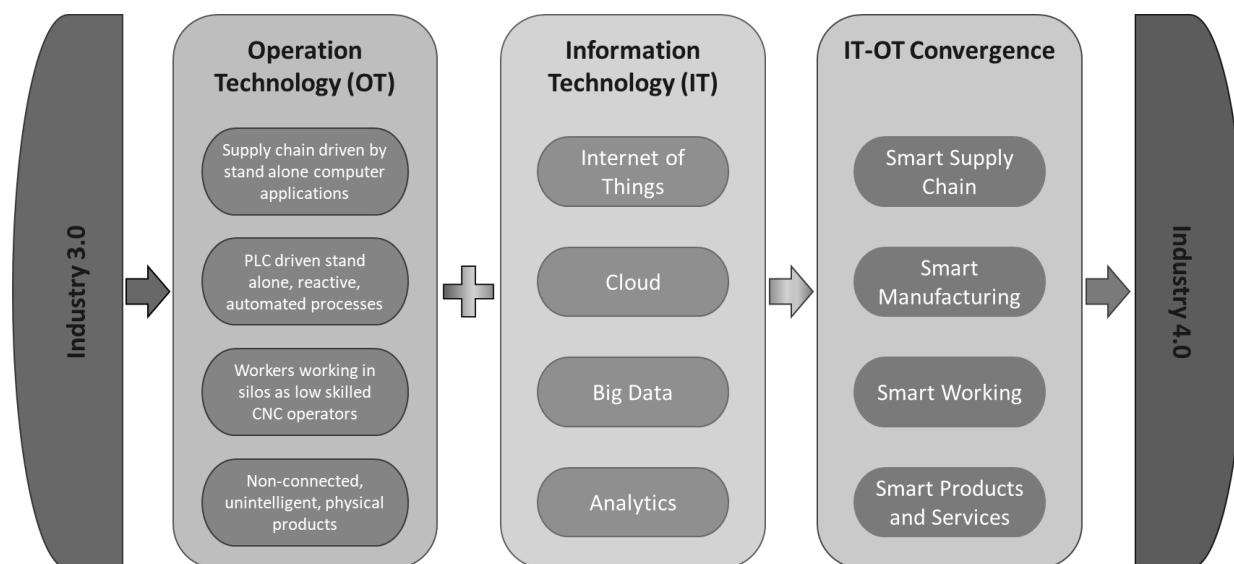 Industry 3.0
Operation
Technology (OT)
Supply chain driven by
stand alone computer
applications
PLC driven stand
alone, reactive,
automated processes
Workers working in
silos as low skilled
CNC operators
Non-connected,
unintelligent, physical
products
Information
Technology (IT)
Internet of
Things
Cloud
Big Data
Analytics
IT-OT Convergence
Smart Supply
Chain
Smart
Manufacturing
Smart Working
Smart Products
and Services
Industry 4.0